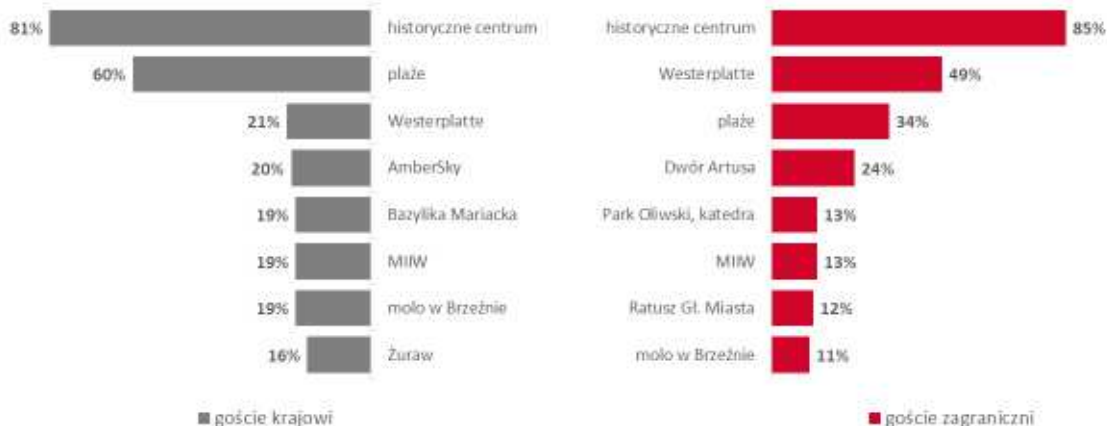 81% historyczne centrum
60% plaże
21% Westerplatte
20% AmberSky
19% Bazylika Mariacka
19% MIIW
19% molo w Brzeźnie
16% Żuraw
goście krajowi
historyczne centrum 85%
Westerplatte 49%
plaże 34%
Dwór Artusa 24%
Park Oliwski, katedra 13%
MIIW 13%
Ratusz Gł. Miasta 12%
molo w Brzeźnie 11%
goście zagraniczni